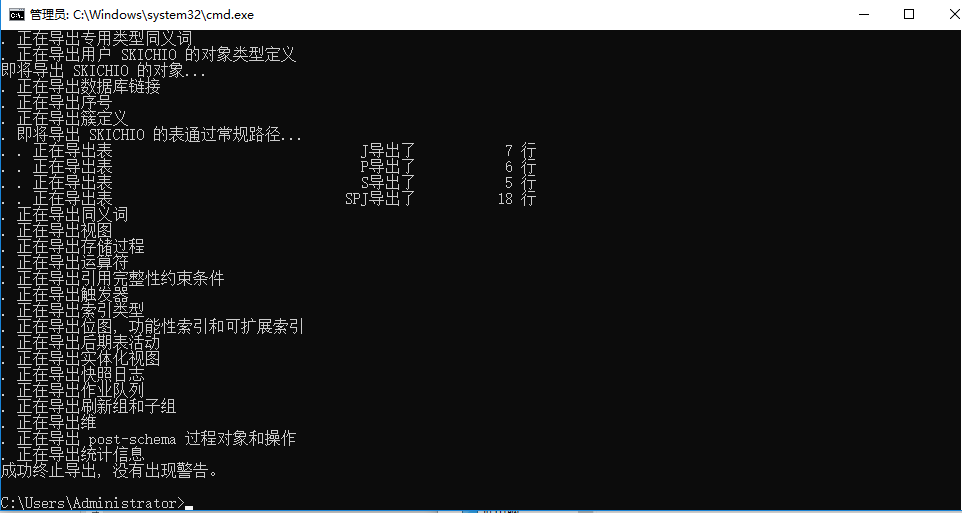 管理员: C:\Windows\system32\cmd.exe
. 正在导出专用类型同义词
. 正在导出用户 SKICHIO 的对象类型定义
即将导出 SKICHIO 的对象...
. 正在导出数据库链接
. 正在导出序号
. 正在导出簇定义
. 即将导出 SKICHIO 的表通过常规路径...
. . 正在导出表 J导出了 7 行
. . 正在导出表 P导出了 6 行
. . 正在导出表 S导出了 5 行
. . 正在导出表 SPJ导出了 18 行
. 正在导出同义词
. 正在导出视图
. 正在导出存储过程
. 正在导出运算符
. 正在导出引用完整性约束条件
. 正在导出触发器
. 正在导出索引类型
. 正在导出位图, 功能性索引和可扩展索引
. 正在导出后期表活动
. 正在导出实体化视图
. 正在导出快照日志
. 正在导出作业队列
. 正在导出刷新组和子组
. 正在导出维
. 正在导出 post-schema 过程对象和操作
. 正在导出统计信息
成功终止导出, 没有出现警告。
C:\Users\Administrator>